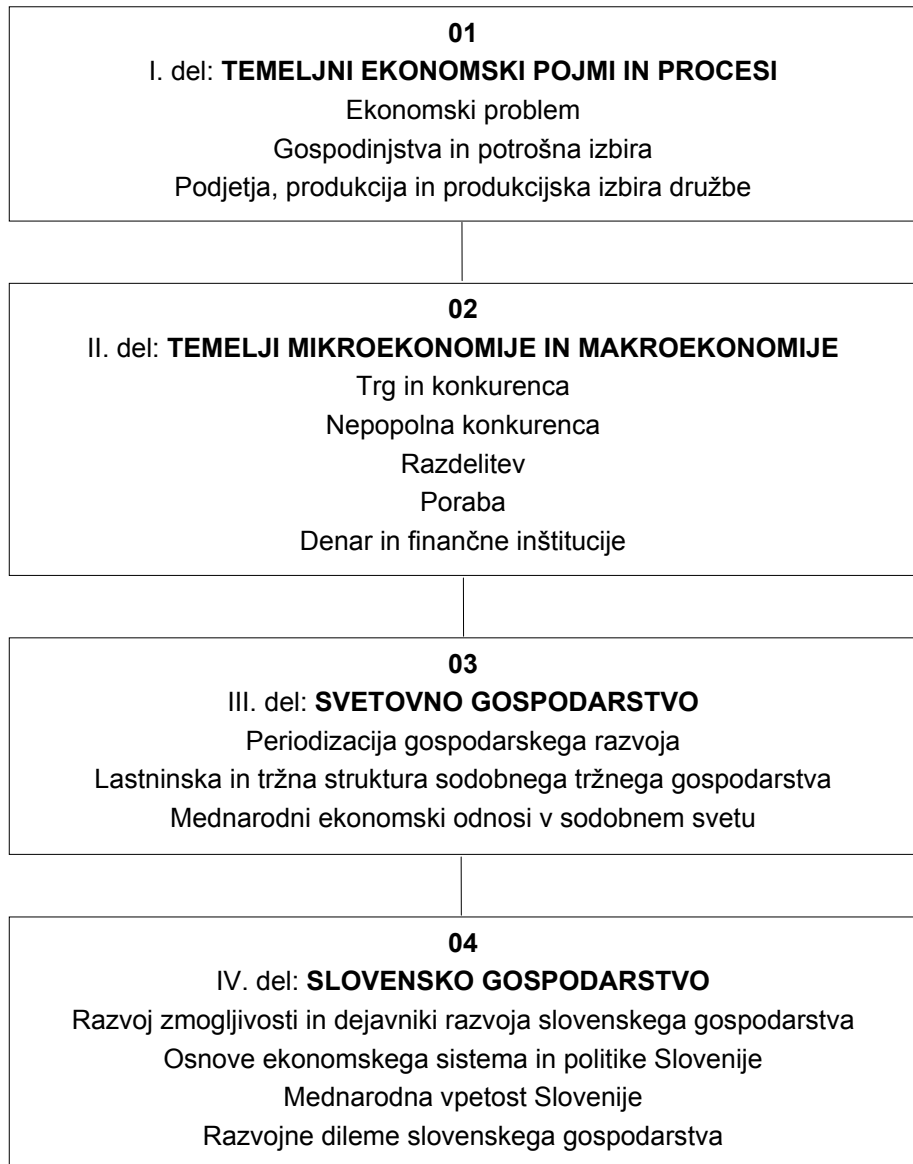 01
I. del: TEMELJNI EKONOMSKI POJMI IN PROCESI
Ekonomski problem
Gospodinjstva in potrošna izbira
Podjetja, produkcija in produkcijska izbira družbe
02
II. del: TEMELJI MIKROEKONOMIJE IN MAKROEKONOMIJE
Trg in konkurenca
Nepopolna konkurenca
Razdelitev
Poraba
Denar in finančne inštitucije
03
III. del: SVETOVNO GOSPODARSTVO
Periodizacija gospodarskega razvoja
Lastninska in tržna struktura sodobnega tržnega gospodarstva
Mednarodni ekonomski odnosi v sodobnem svetu
04
IV. del: SLOVENSKO GOSPODARSTVO
Razvoj zmogljivosti in dejavniki razvoja slovenskega gospodarstva
Osnove ekonomskega sistema in politike Slovenije
Mednarodna vpetost Slovenije
Razvojne dileme slovenskega gospodarstva